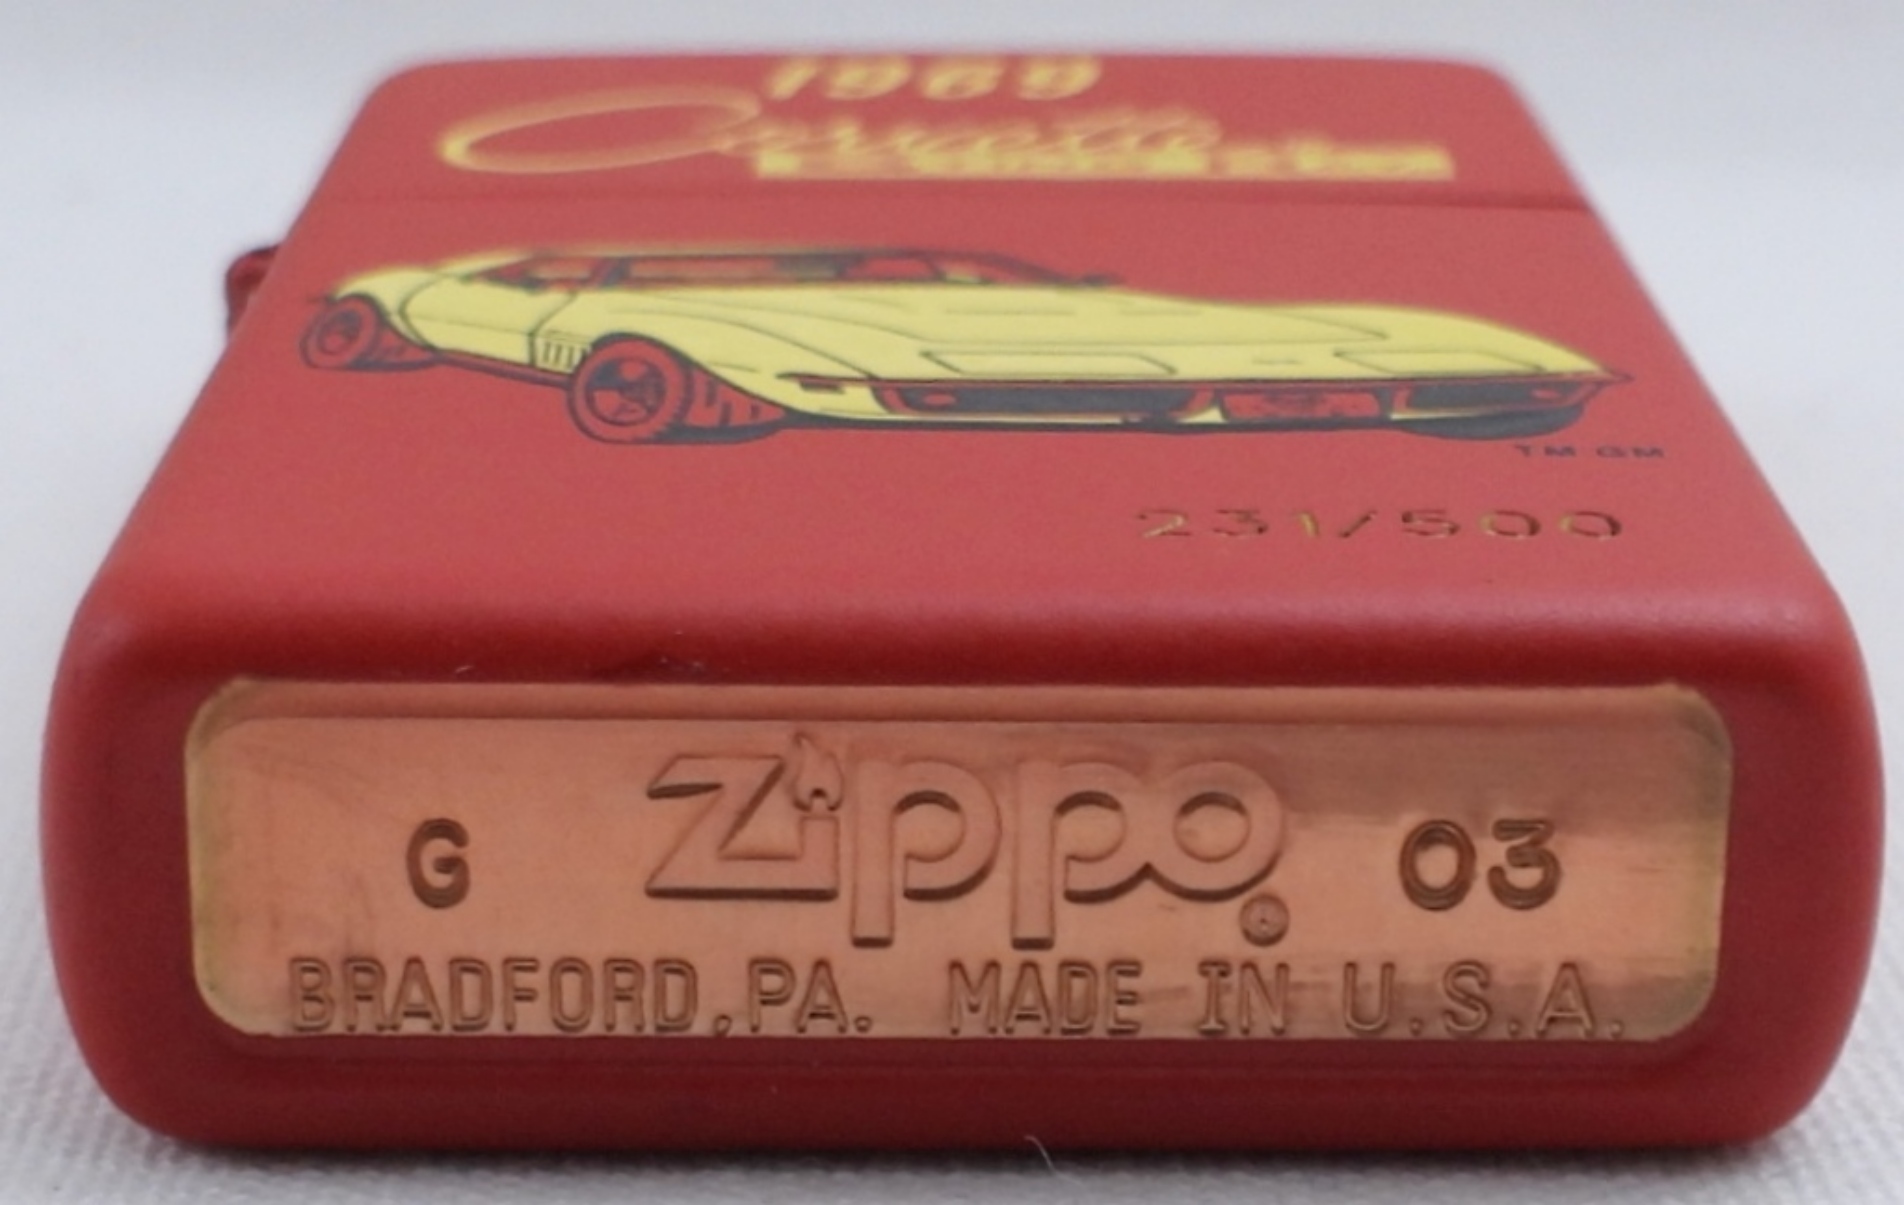 1969
Corvette
TM GM
231/500
G Zippo® 03
BRADFORD, PA. MADE IN U.S.A.